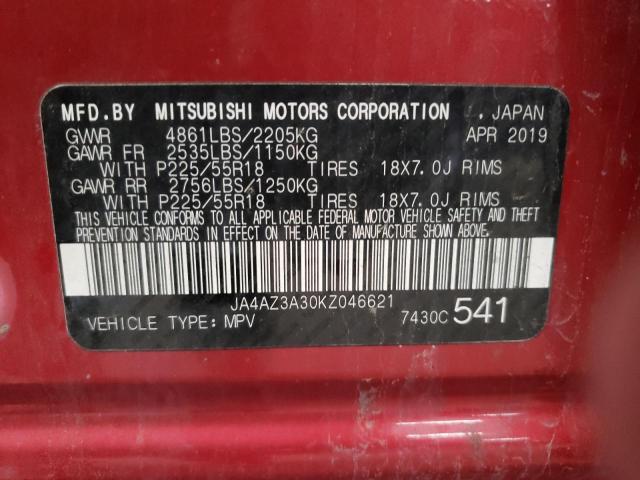 MFD.BY MITSUBISHI MOTORS CORPORATION . JAPAN
GVWR 4861LBS/2205KG APR 2019
GAWR FR 2535LBS/1150KG
WITH P225/55R18 TIRES 18X7.0J RIMS
GAWR RR 2756LBS/1250KG
WITH P225/55R18 TIRES 18X7.0J RIMS
THIS VEHICLE CONFORMS TO ALL APPLICABLE FEDERAL MOTOR VEHICLE SAFETY AND THEFT
PREVENTION STANDARDS IN EFFECT ON THE DATE OF MANUFACTURE SHOWN ABOVE.
JA4AZ3A30KZ046621
VEHICLE TYPE: MPV 7430C 541